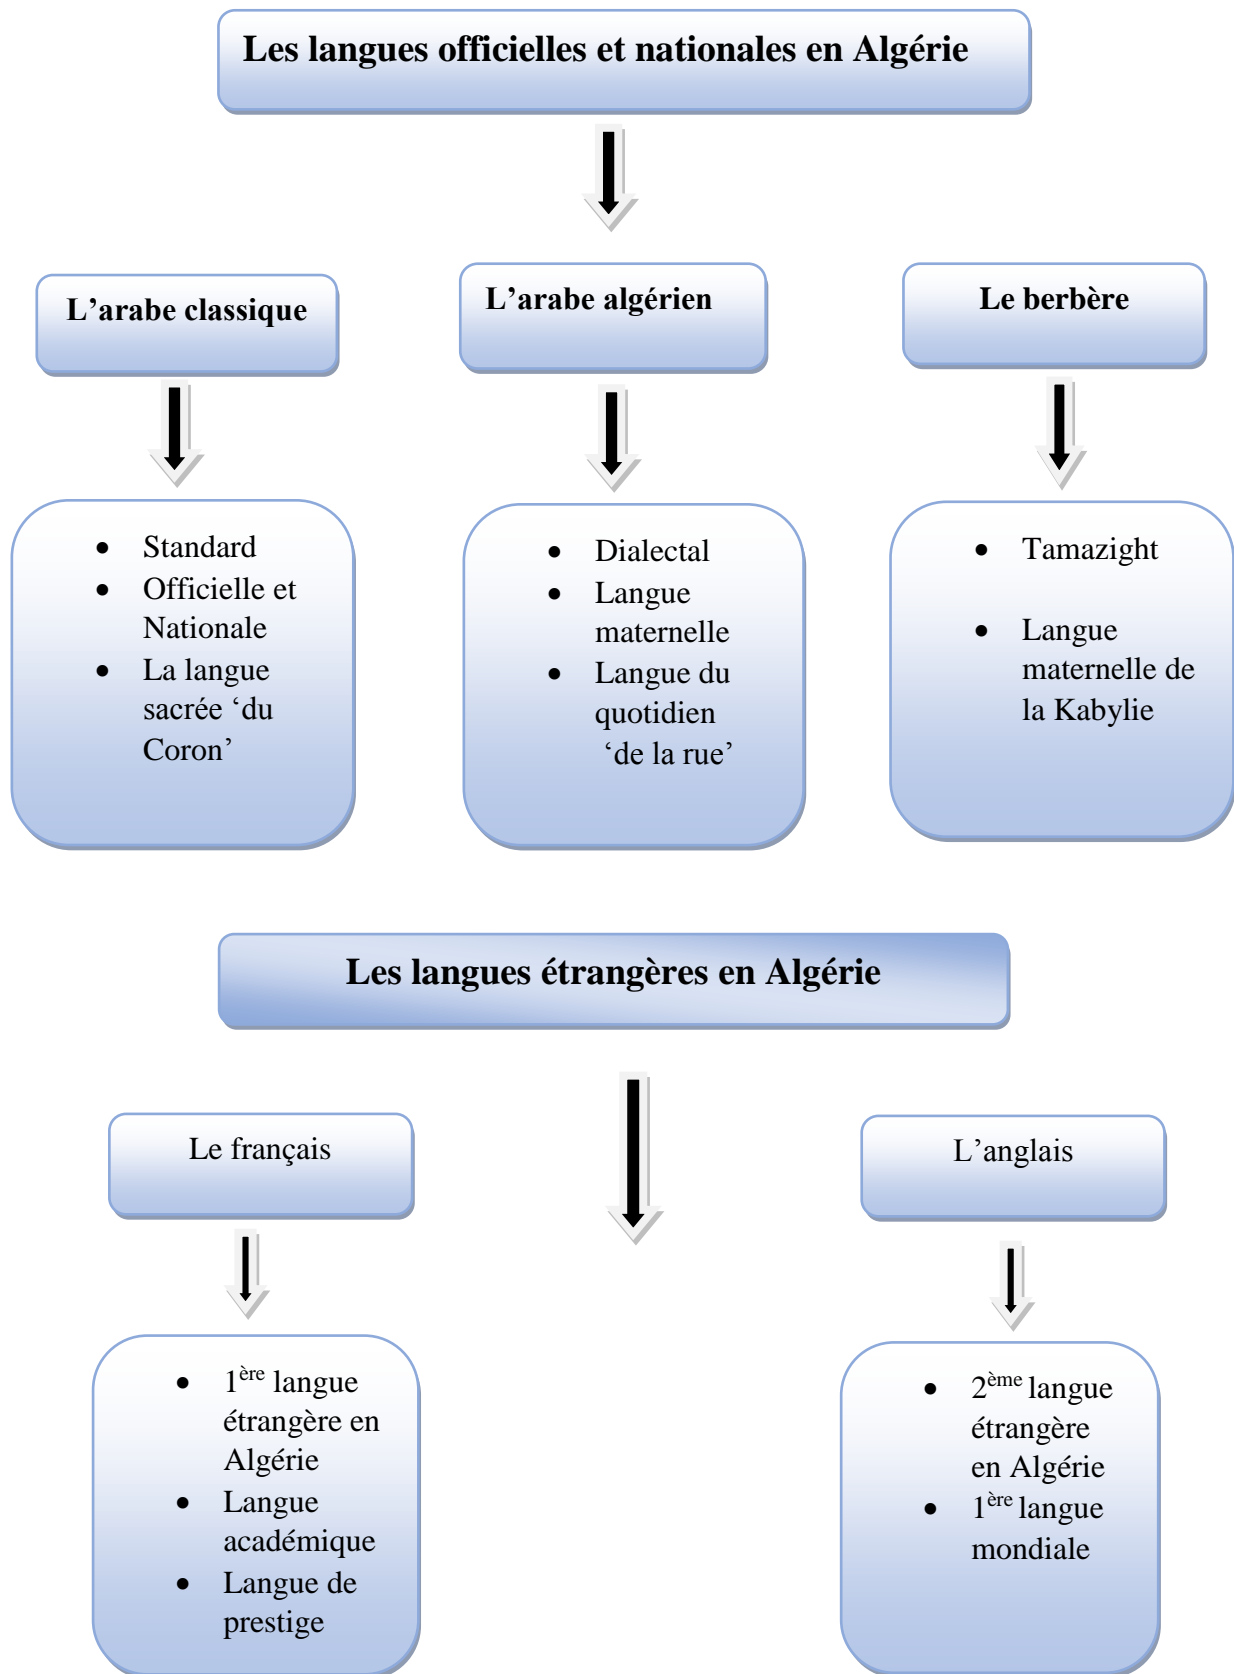 Les langues officielles et nationales en Algérie
L’arabe classique
L’arabe algérien
Le berbère
• Standard
• Officielle et
Nationale
• La langue
sacrée ‘du
Coron’
• Dialectal
• Langue
maternelle
• Langue du
quotidien
‘de la rue’
• Tamazight
• Langue
maternelle de
la Kabylie
Les langues étrangères en Algérie
Le français
L’anglais
• 1ère langue
étrangère en
Algérie
• Langue
académique
• Langue de
prestige
• 2ème langue
étrangère
en Algérie
• 1ère langue
mondiale